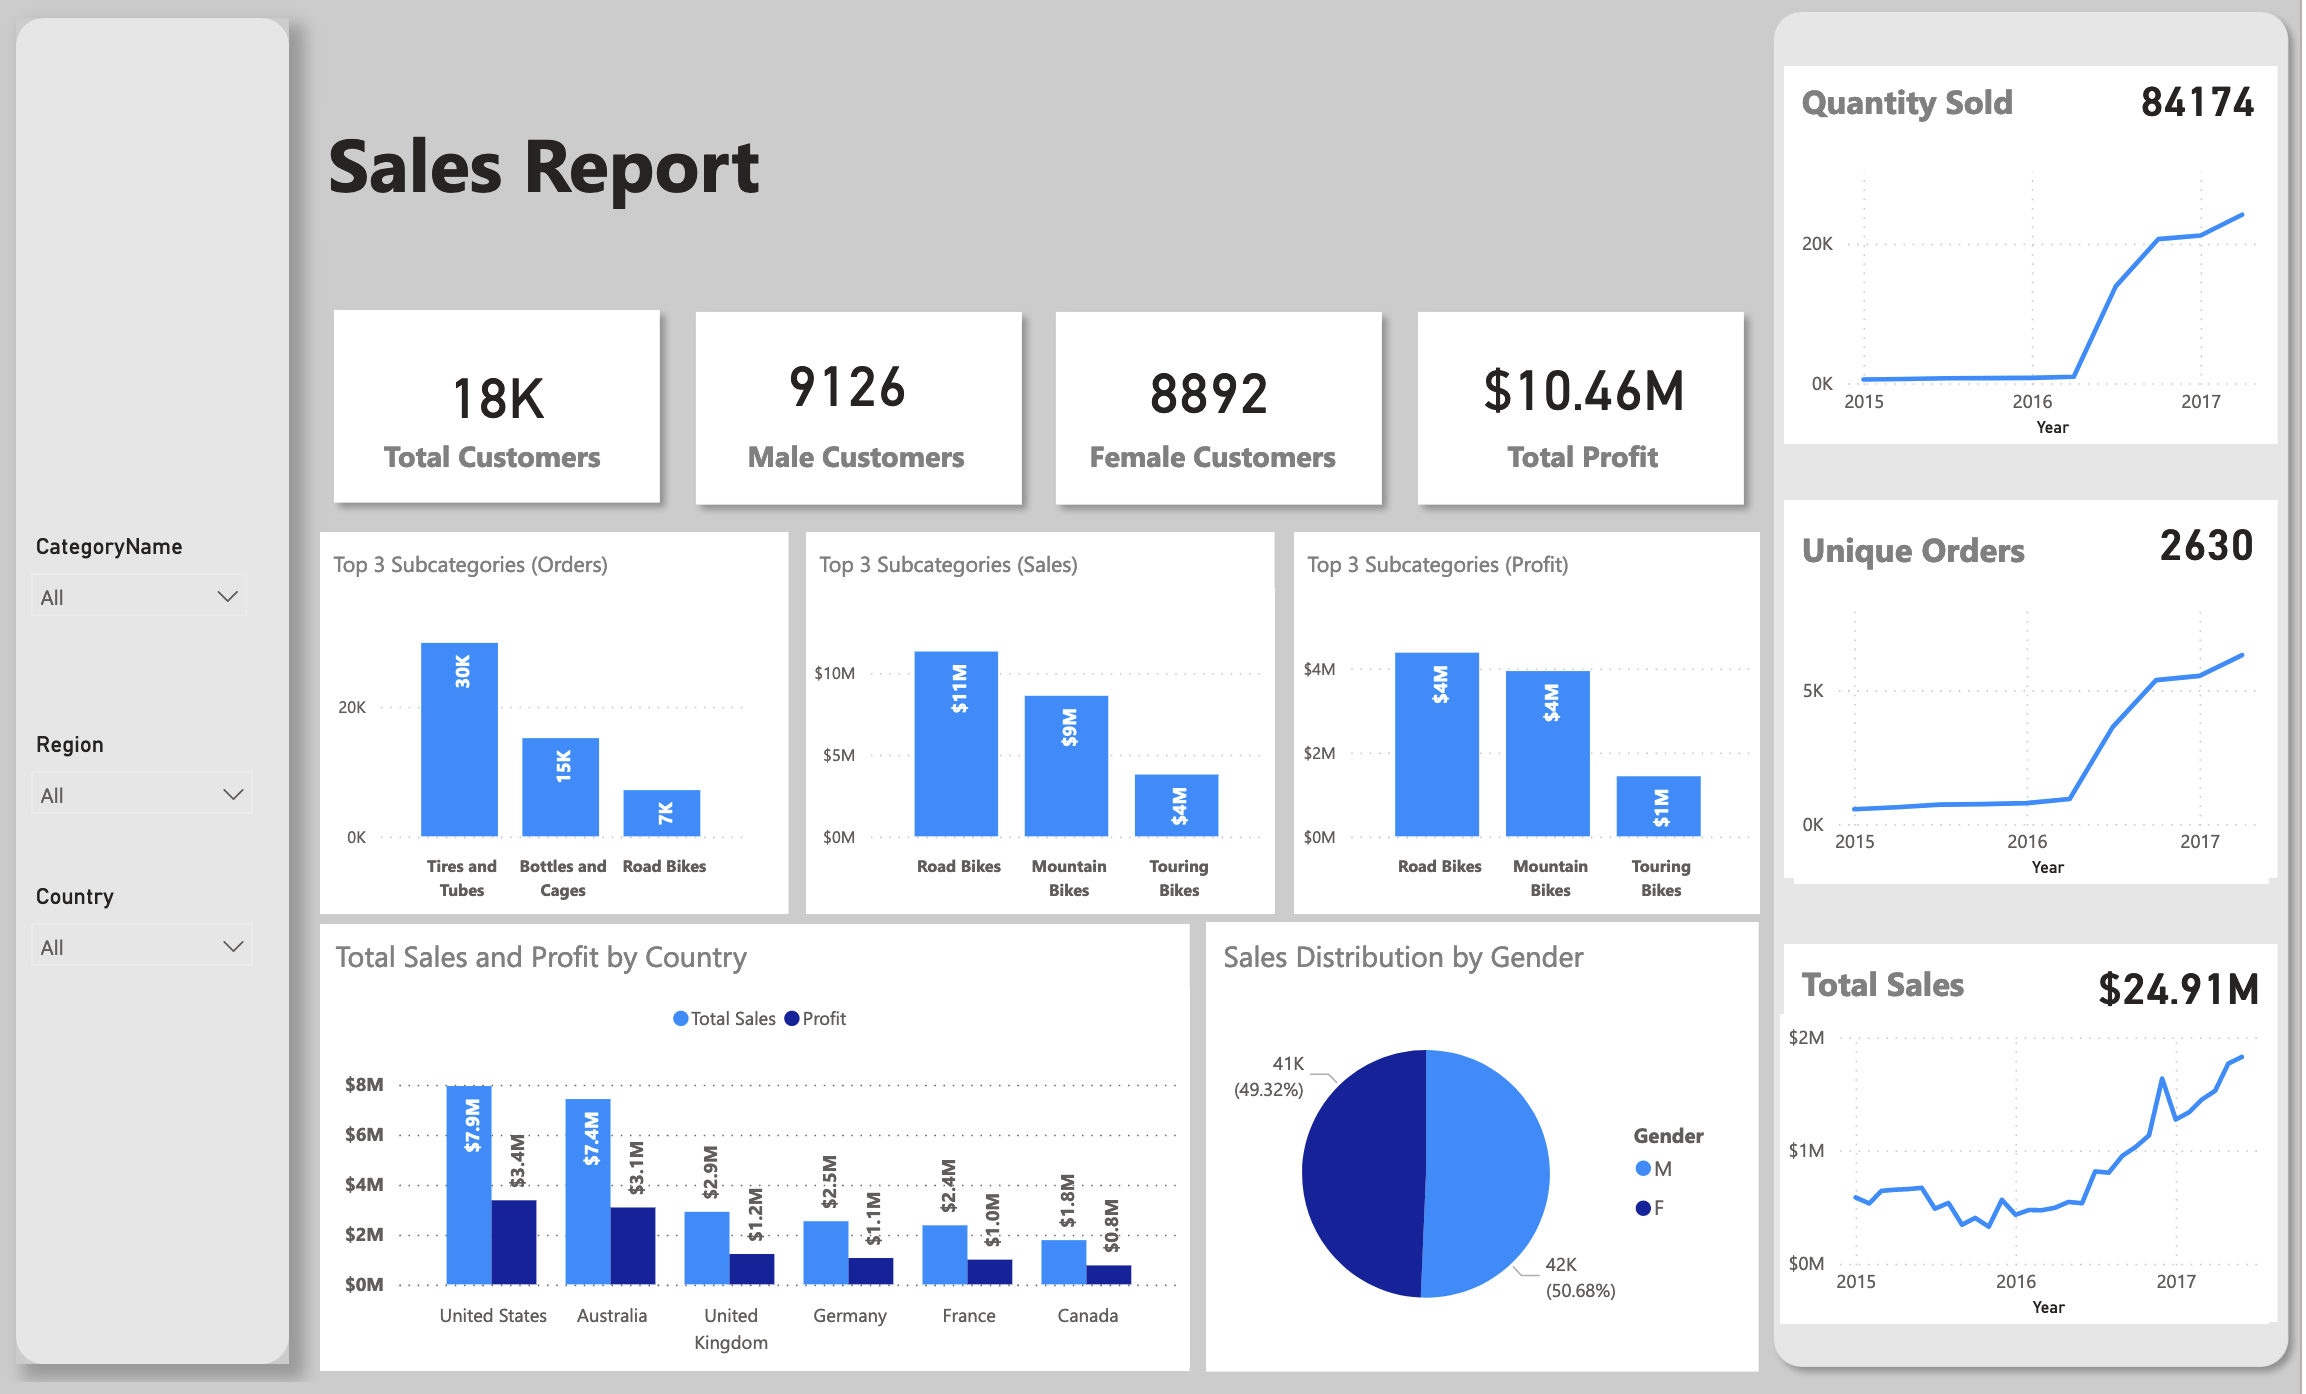 Sales Report
CategoryName
All
Region
All
Country
All
18K
Total Customers
9126
Male Customers
8892
Female Customers
$10.46M
Total Profit
Top 3 Subcategories (Orders)
20K
0K
30K
15K
7K
Tires and
Tubes
Bottles and
Cages
Road Bikes
Top 3 Subcategories (Sales)
$10M
$5M
$0M
$11M
$9M
$4M
Road Bikes
Mountain
Bikes
Touring
Bikes
Top 3 Subcategories (Profit)
$4M
$2M
$0M
$4M
$4M
$1M
Road Bikes
Mountain
Bikes
Touring
Bikes
Total Sales and Profit by Country
Total Sales Profit
$8M
$6M
$4M
$2M
$0M
$7.9M
$3.4M
$7.4M
$3.1M
$2.9M
$1.2M
$2.5M
$1.1M
$2.4M
$1.0M
$1.8M
$0.8M
United States
Australia
United
Kingdom
Germany
France
Canada
Sales Distribution by Gender
41K
(49.32%)
42K
(50.68%)
Gender
M
F
Quantity Sold
84174
20K
0K
2015 2016 2017
Year
Unique Orders
2630
5K
0K
2015 2016 2017
Year
Total Sales
$24.91M
$2M
$1M
$0M
2015 2016 2017
Year